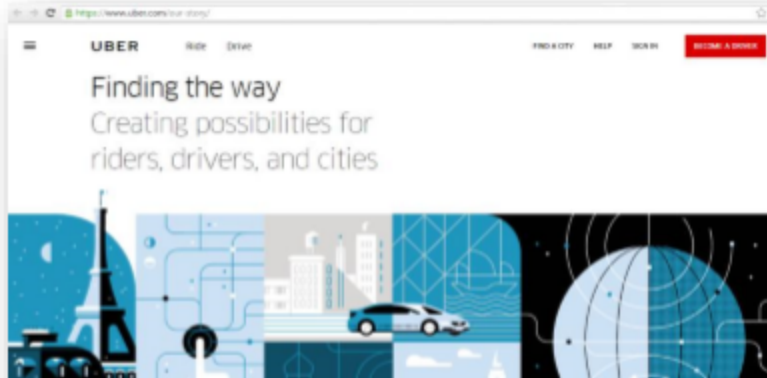 https://www.uber.com/our-story/
UBER Ride Drive FIND A CITY HELP SIGN IN BECOME A DRIVER
Finding the way
Creating possibilities for
riders, drivers, and cities